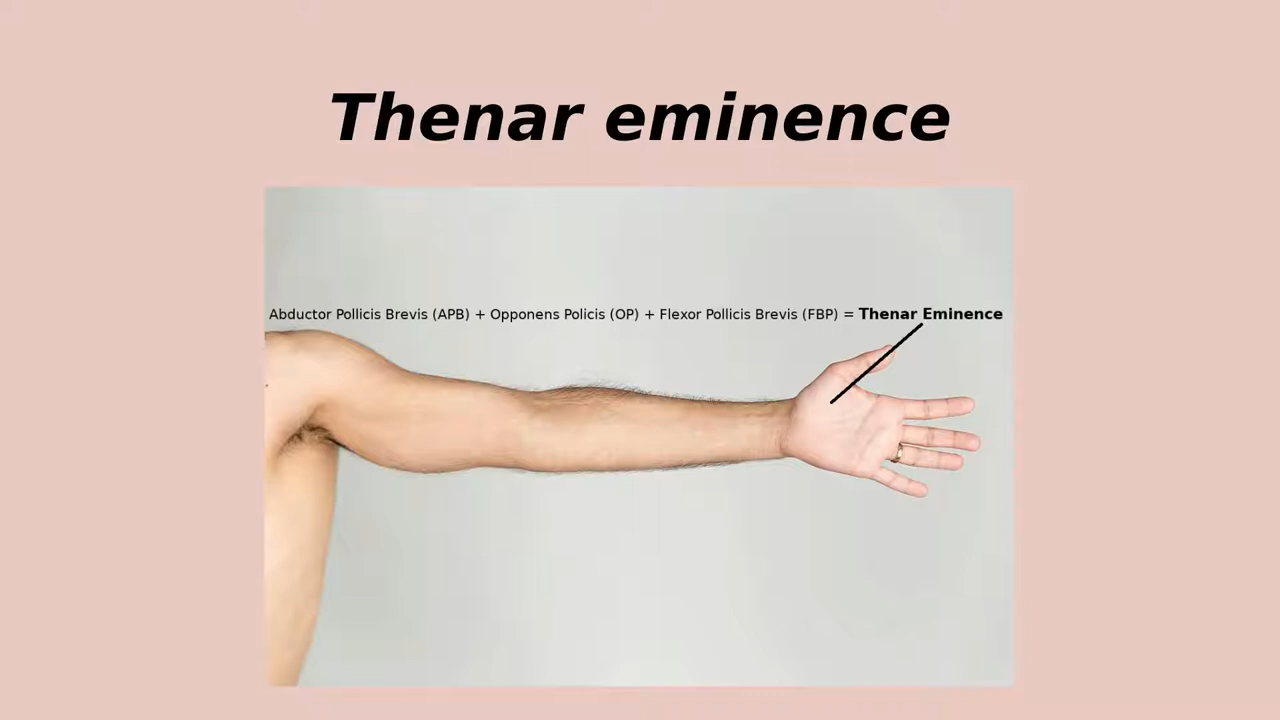 Thenar eminence
Abductor Pollicis Brevis (APB) + Opponens Policis (OP) + Flexor Pollicis Brevis (FBP) = Thenar Eminence